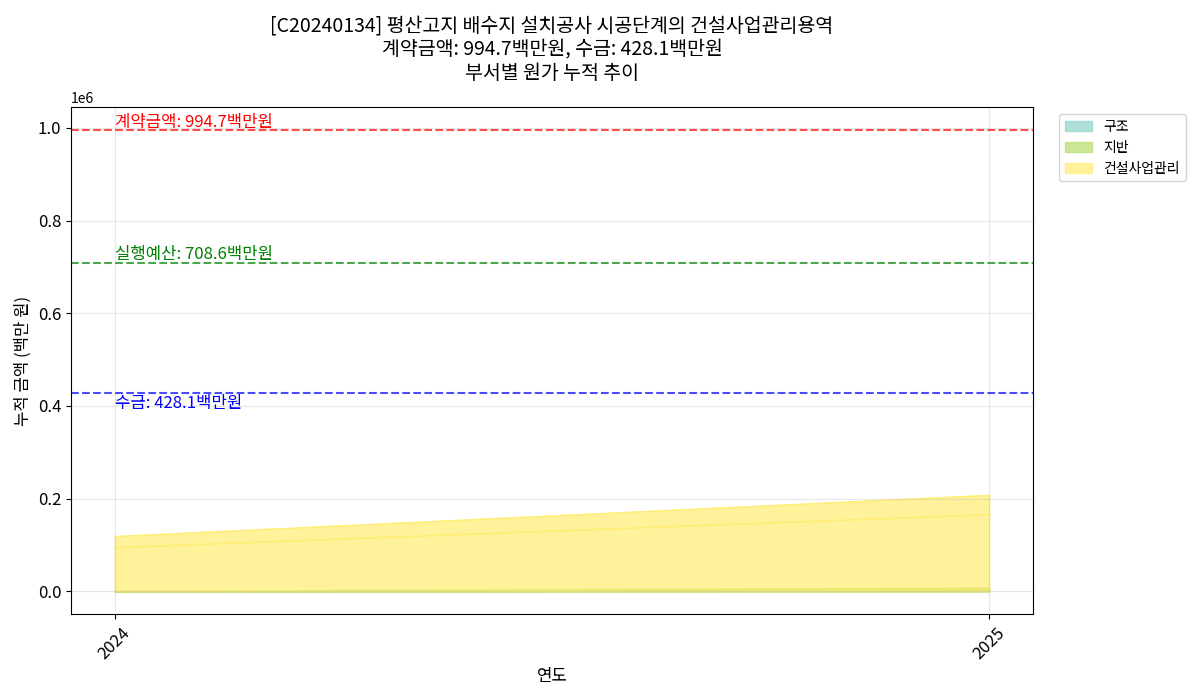 [C20240134] 평산고지 배수지 설치공사 시공단계의 건설사업관리용역
계약금액: 994.7백만원, 수금: 428.1백만원
부서별 원가 누적 추이
1e6
1.0
0.8
0.6
0.4
0.2
0.0
누적 금액 (백만 원)
계약금액: 994.7백만원
실행예산: 708.6백만원
수금: 428.1백만원
2024
2025
연도
구조
지반
건설사업관리